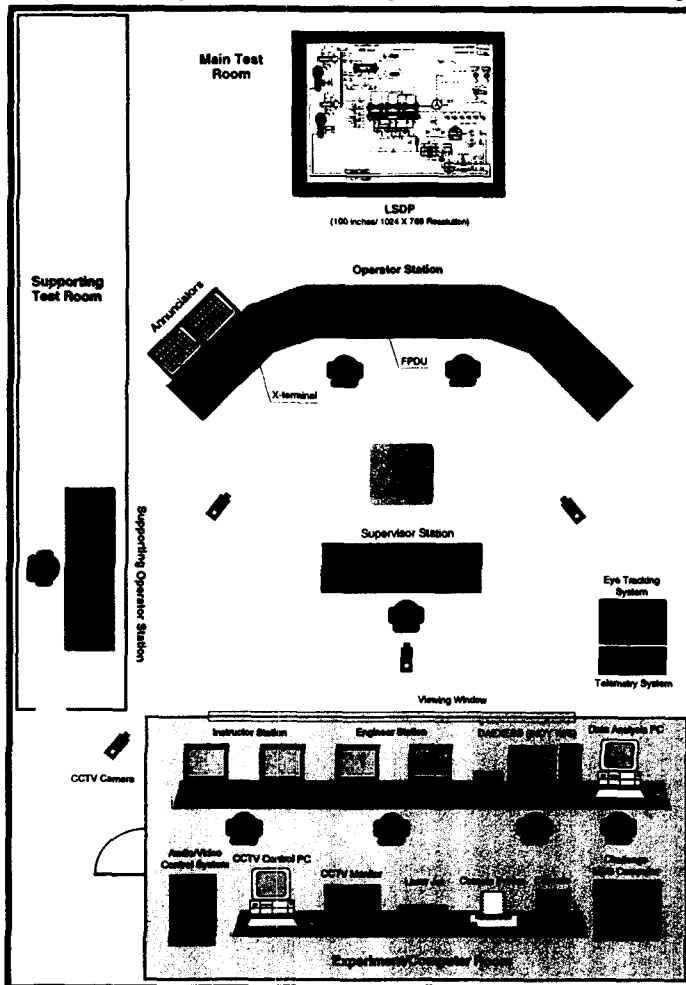 Main Test
Room
LSDP
(100 inches/ 1024 X 768 Resolution)
Operator Station
Supporting
Test Room
Annunciators
FPDU
X-terminal
Supporting Operator Station
Supervisor Station
Eye Tracking
System
Telemetry System
Viewing Window
Instructor Station
Engineer Station
Data Analysis PC
CCTV Camera
Audio/Video
Control System
CCTV Control PC
CCTV Monitor
Challenge
Experiment/Computer Room